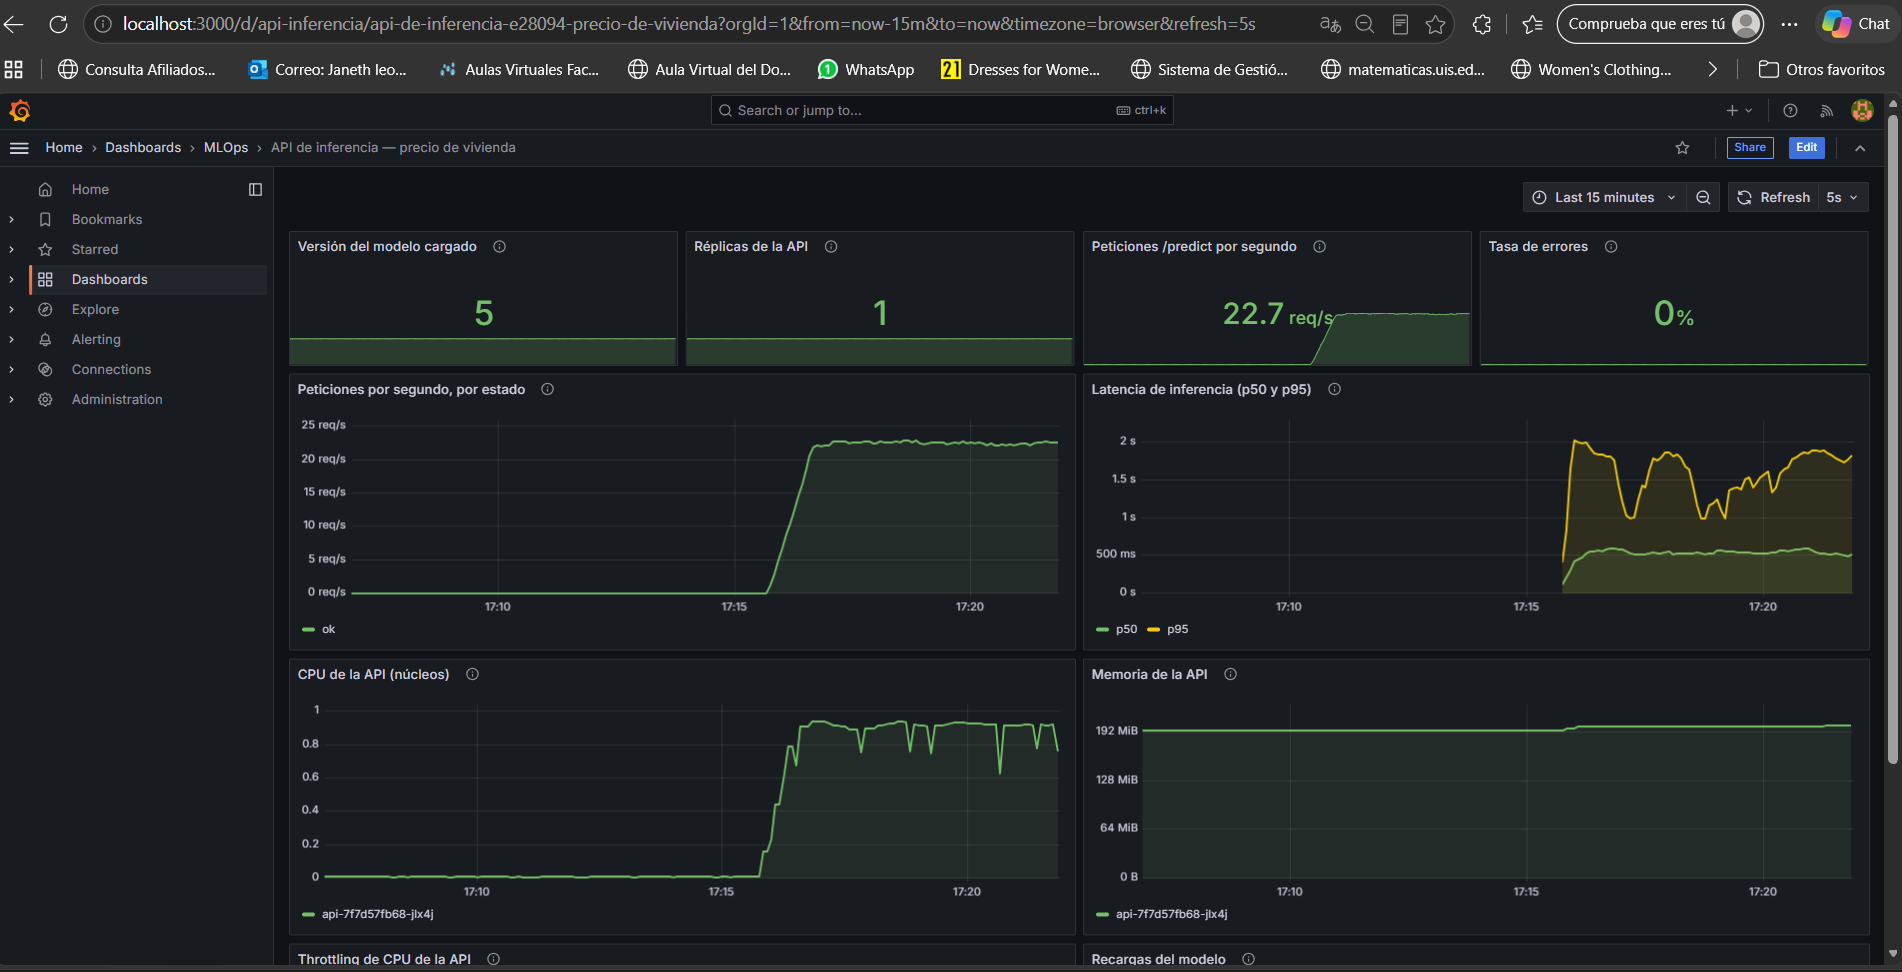 localhost:3000/d/api-inferencia/api-de-inferencia-e28094-precio-de-vivienda?orgId=1&from=now-15m&to=now&timezone=browser&refresh=5s
Comprueba que eres tú
Chat
Consulta Afiliados...
Correo: Janeth leo...
Aulas Virtuales Fac...
Aula Virtual del Do...
WhatsApp
21 Dresses for Wome...
Sistema de Gestió...
matematicas.uis.ed...
Women's Clothing...
Otros favoritos
Search or jump to...
ctrl+k
Home › Dashboards › MLOps › API de inferencia — precio de vivienda
Share
Edit
Home
Bookmarks
Starred
Dashboards
Explore
Alerting
Connections
Administration
Last 15 minutes
Refresh
5s
Versión del modelo cargado
5
Réplicas de la API
1
Peticiones /predict por segundo
22.7 req/s
Tasa de errores
0%
Peticiones por segundo, por estado
25 req/s
20 req/s
15 req/s
10 req/s
5 req/s
0 req/s
17:10
17:15
17:20
ok
Latencia de inferencia (p50 y p95)
2 s
1.5 s
1 s
500 ms
0 s
17:10
17:15
17:20
p50
p95
CPU de la API (núcleos)
1
0.8
0.6
0.4
0.2
0
17:10
17:15
17:20
api-7f7d57fb68-jlx4j
Memoria de la API
192 MiB
128 MiB
64 MiB
0 B
17:10
17:15
17:20
api-7f7d57fb68-jlx4j
Throttling de CPU de la API
Recargas del modelo